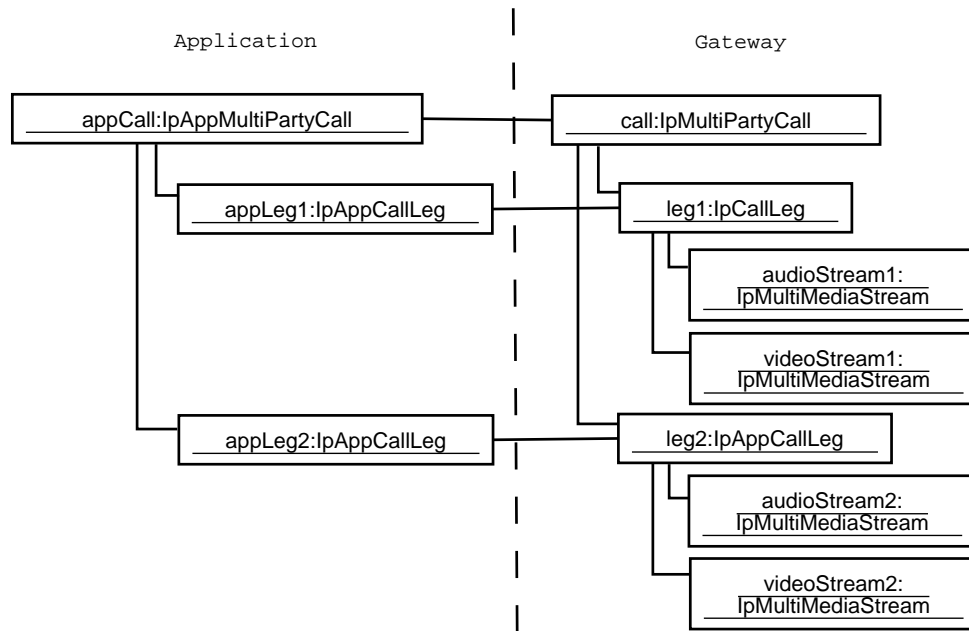 Application
Gateway
appCall:IpAppMultiPartyCall
call:IpMultiPartyCall
appLeg1:IpAppCallLeg
leg1:IpCallLeg
audioStream1:
IpMultiMediaStream
videoStream1:
IpMultiMediaStream
appLeg2:IpAppCallLeg
leg2:IpAppCallLeg
audioStream2:
IpMultiMediaStream
videoStream2:
IpMultiMediaStream